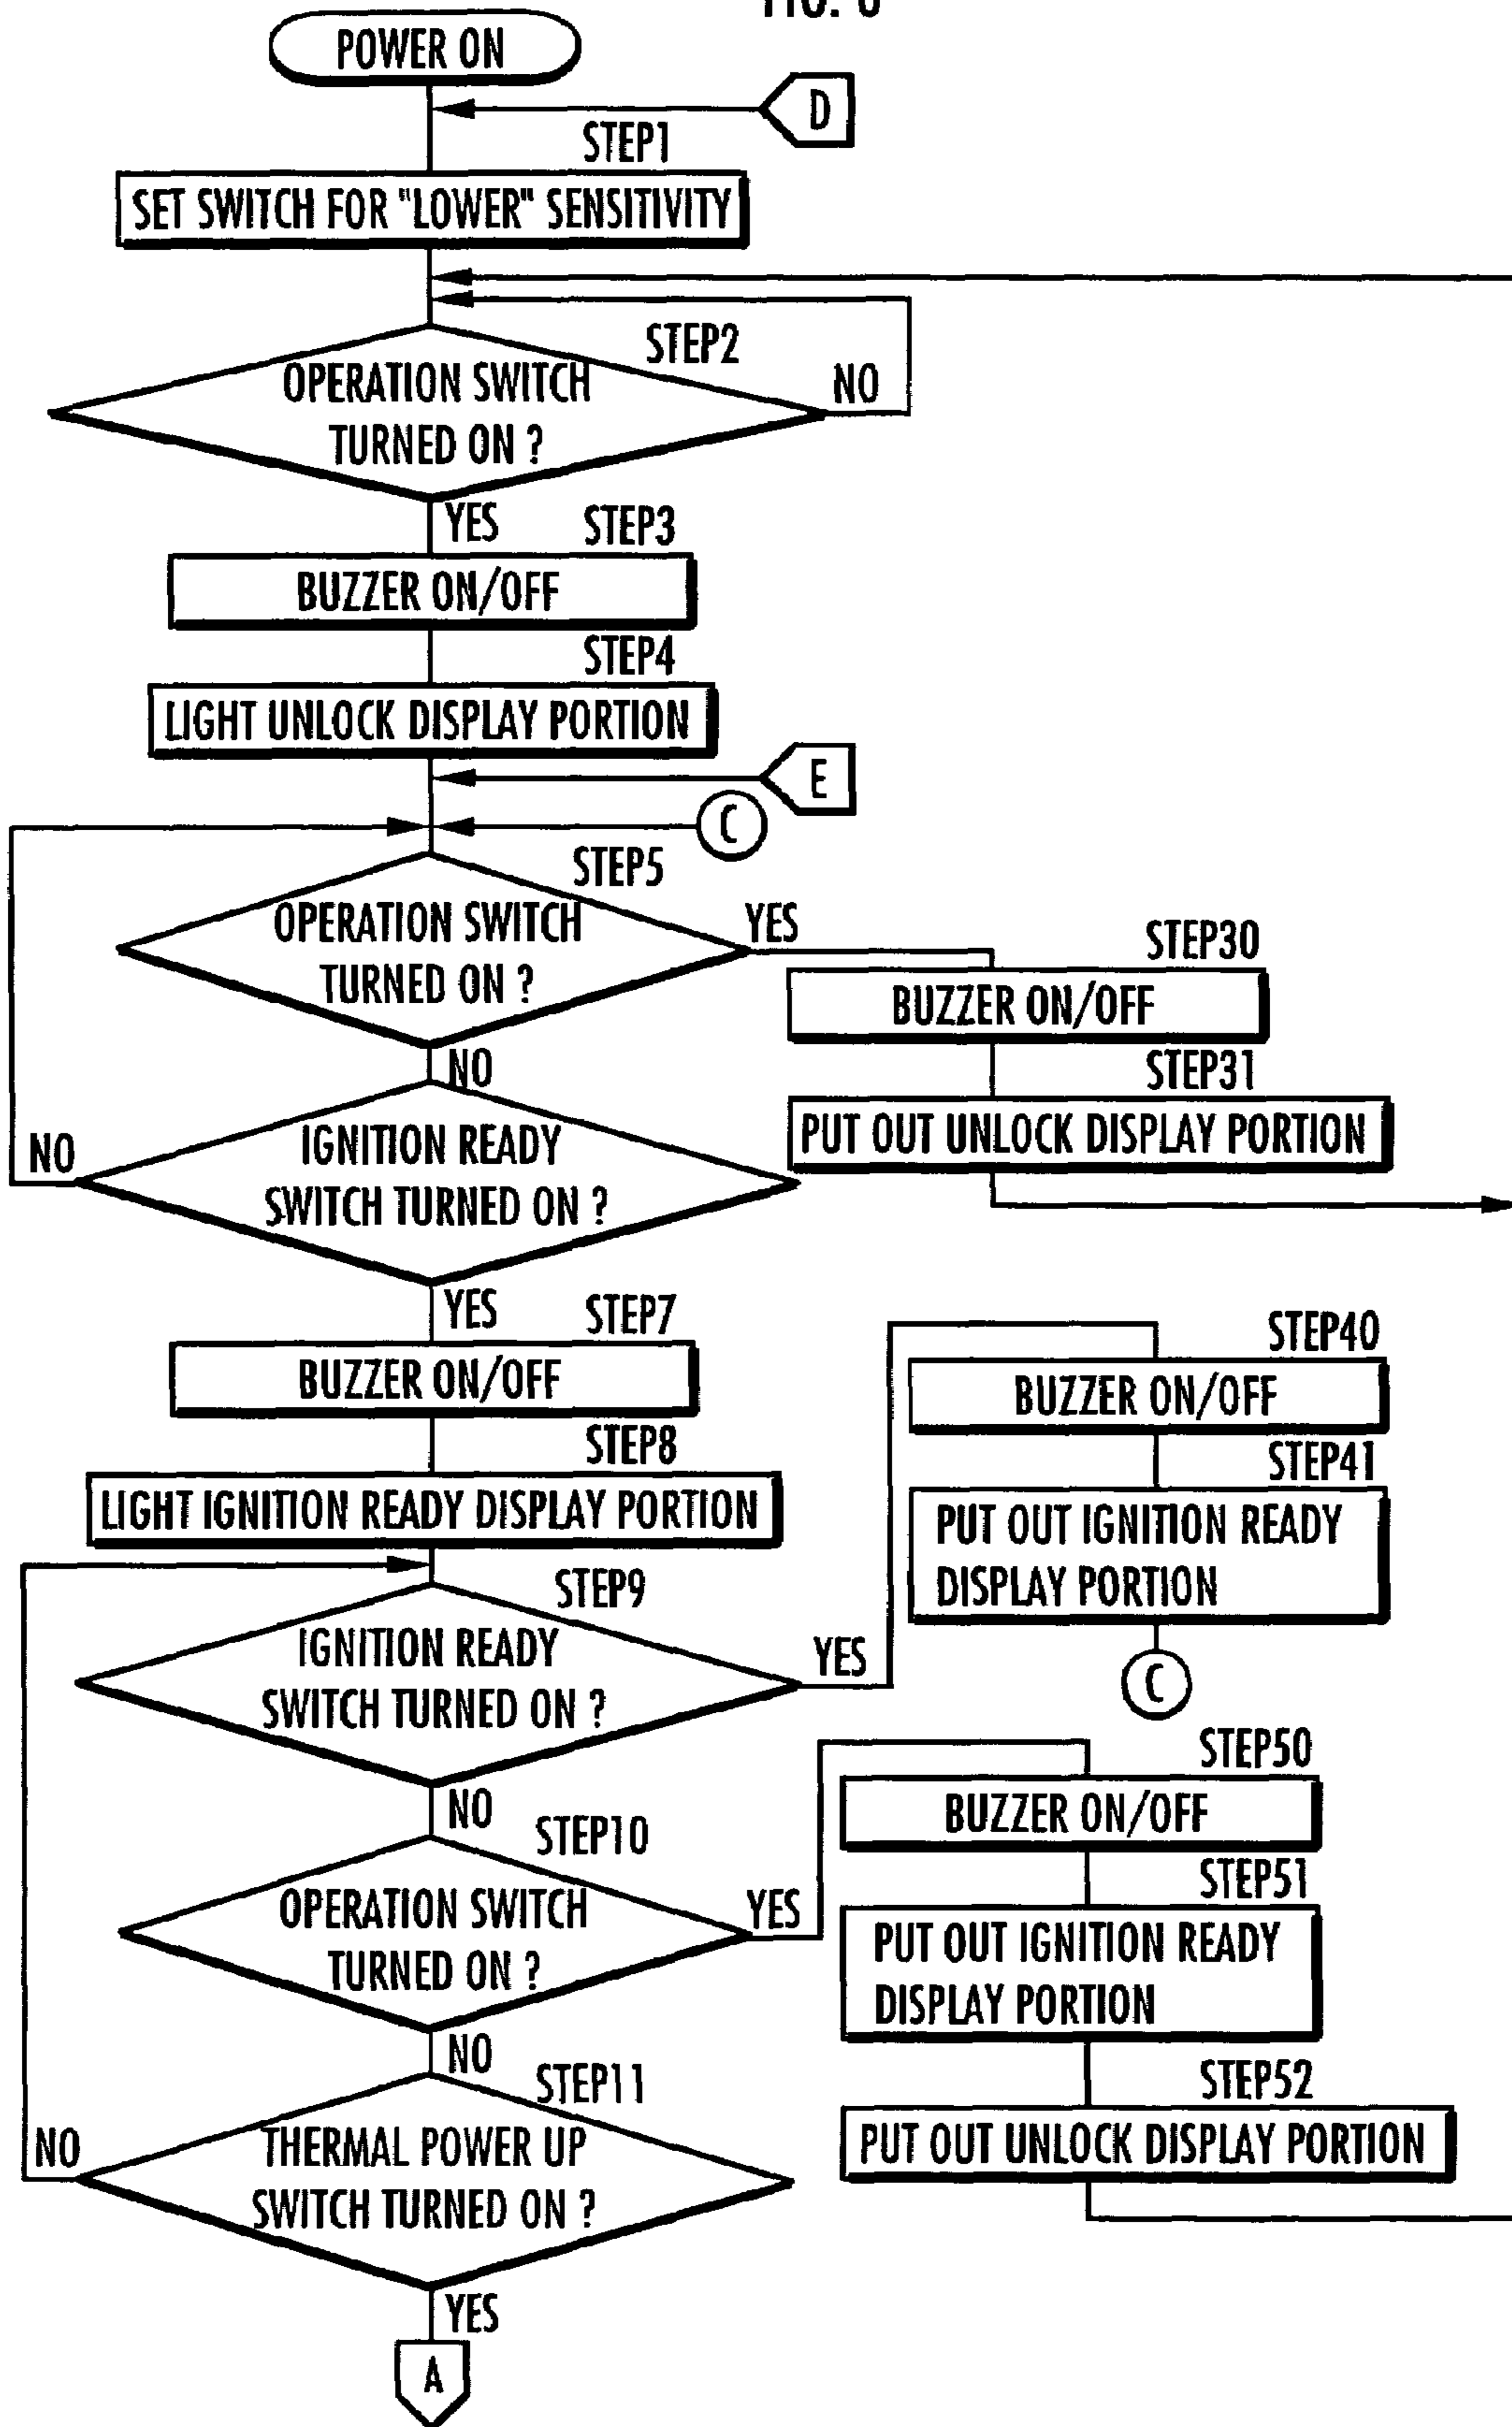 POWER ON
D
STEP1
SET SWITCH FOR "LOWER" SENSITIVITY
STEP2
OPERATION SWITCH
TURNED ON ?
NO
YES
STEP3
BUZZER ON/OFF
STEP4
LIGHT UNLOCK DISPLAY PORTION
E
C
STEP5
OPERATION SWITCH
TURNED ON ?
YES
STEP30
BUZZER ON/OFF
STEP31
PUT OUT UNLOCK DISPLAY PORTION
NO
IGNITION READY
SWITCH TURNED ON ?
NO
YES
STEP7
BUZZER ON/OFF
STEP8
LIGHT IGNITION READY DISPLAY PORTION
STEP9
IGNITION READY
SWITCH TURNED ON ?
YES
STEP40
BUZZER ON/OFF
STEP41
PUT OUT IGNITION READY
DISPLAY PORTION
C
NO
STEP10
OPERATION SWITCH
TURNED ON ?
YES
STEP50
BUZZER ON/OFF
STEP51
PUT OUT IGNITION READY
DISPLAY PORTION
STEP52
PUT OUT UNLOCK DISPLAY PORTION
NO
STEP11
THERMAL POWER UP
SWITCH TURNED ON ?
NO
YES
A